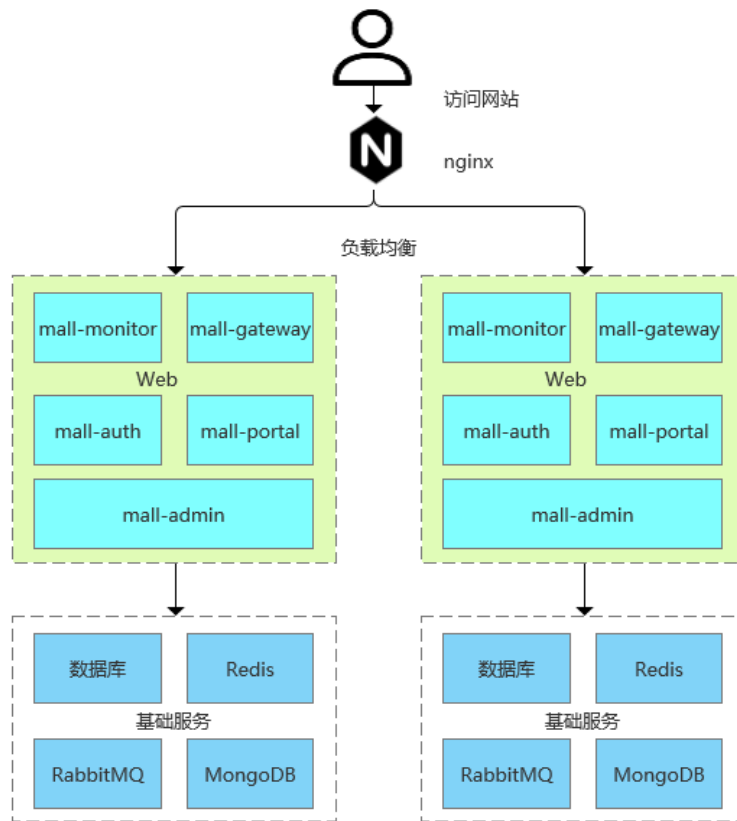 访问网站
N
nginx
负载均衡
mall-monitor
mall-gateway
Web
mall-auth
mall-portal
mall-admin
mall-monitor
mall-gateway
Web
mall-auth
mall-portal
mall-admin
数据库
Redis
基础服务
RabbitMQ
MongoDB
数据库
Redis
基础服务
RabbitMQ
MongoDB